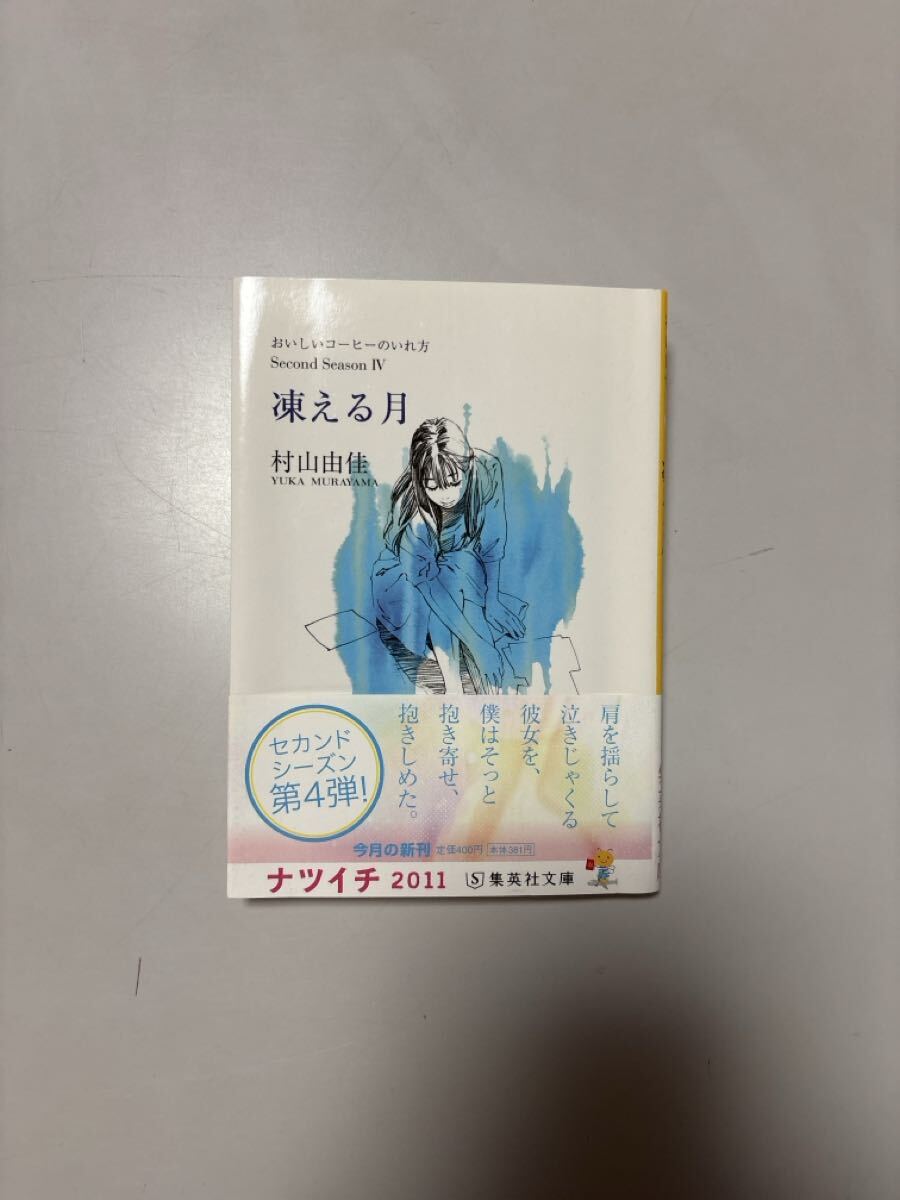 おいしいコーヒーのいれ方
Second Season Ⅳ
凍える月
村山由佳
YUKA MURAYAMA
肩を揺らして
泣きじゃくる
彼女を、
僕はそっと
抱き寄せ、
抱きしめた。
セカンド
シーズン
第4弾!
今月の新刊 定価400円 本体381円
ナツイチ 2011 S 集英社文庫